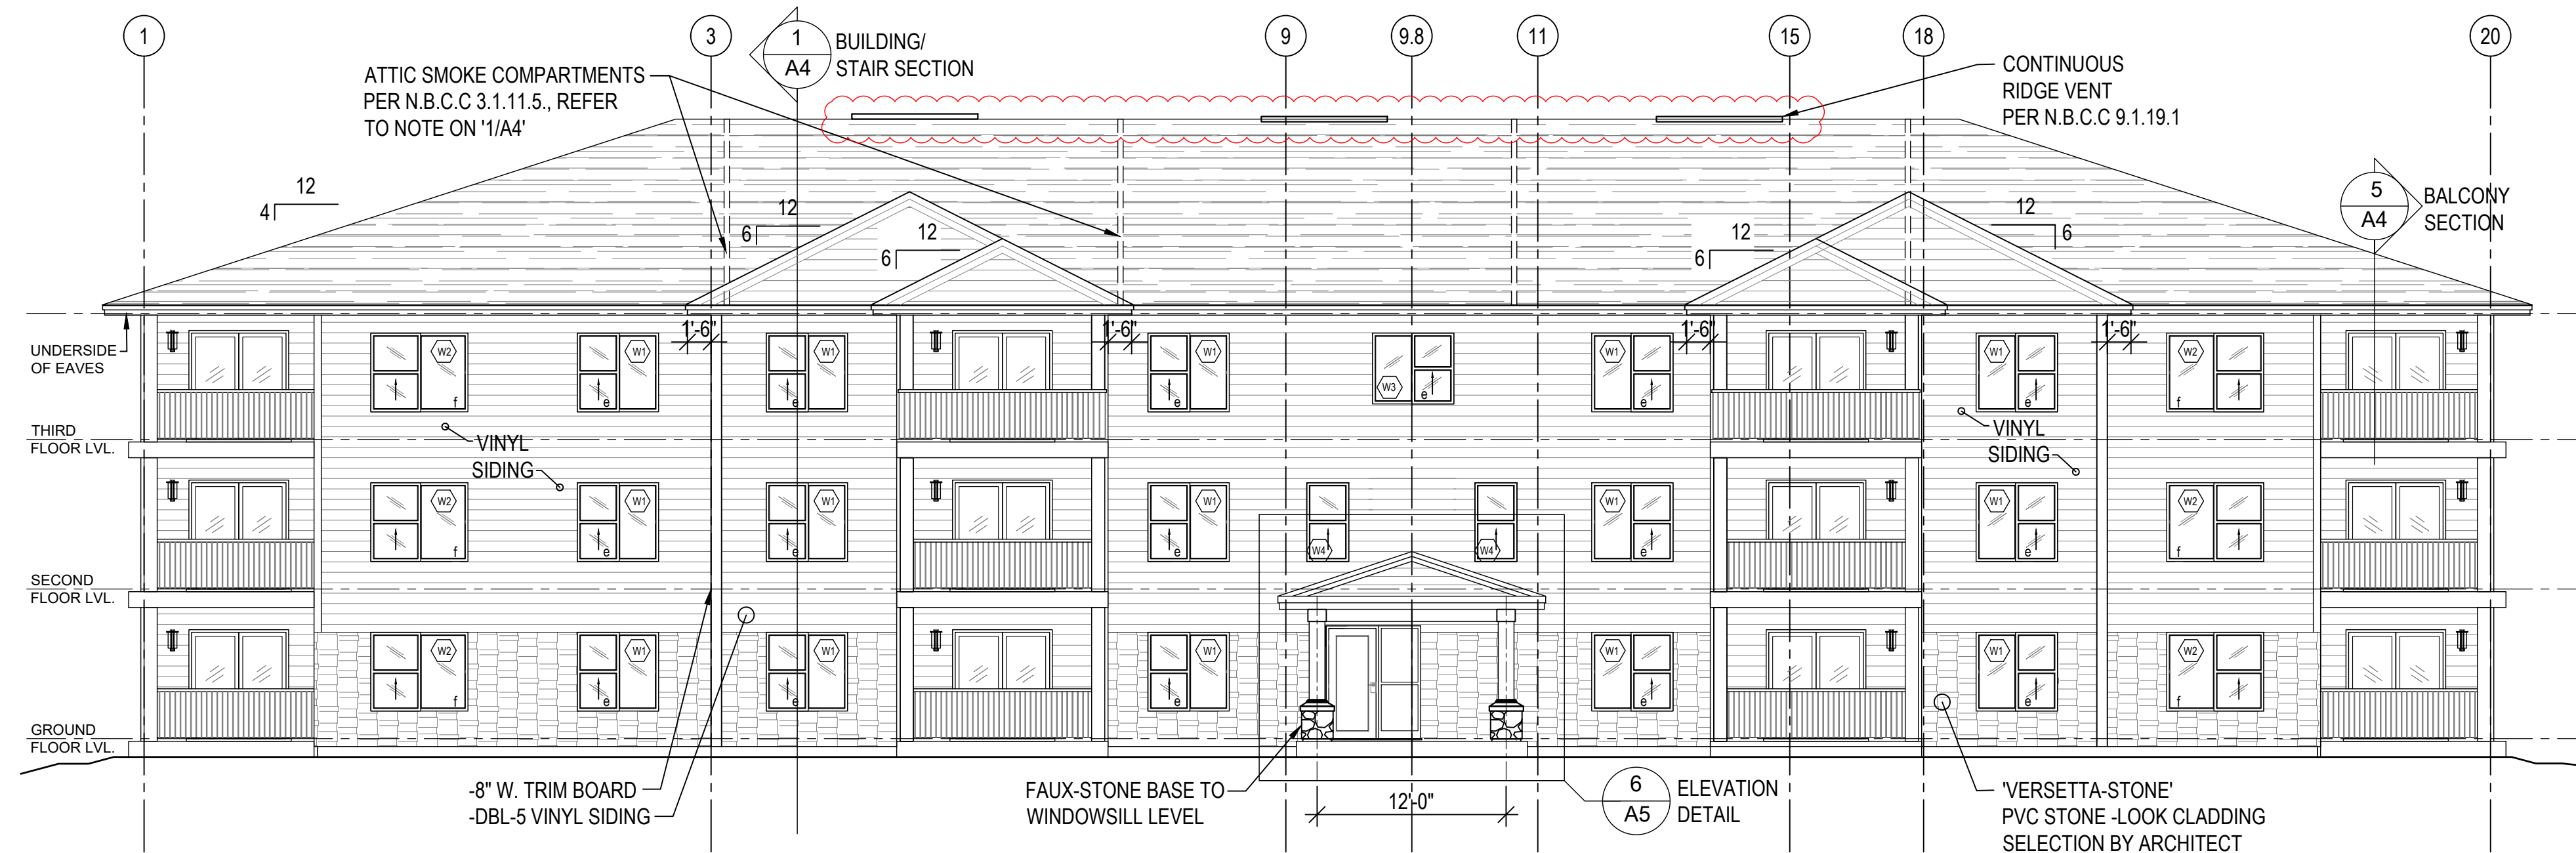 1
3
1
A4
BUILDING/
STAIR SECTION
9
9.8
11
15
18
20
ATTIC SMOKE COMPARTMENTS
PER N.B.C.C 3.1.11.5., REFER
TO NOTE ON '1/A4'
CONTINUOUS
RIDGE VENT
PER N.B.C.C 9.1.19.1
12
4
12
6
12
6
12
6
12
6
5
A4
BALCONY
SECTION
UNDERSIDE
OF EAVES
1'-6"
1'-6"
1'-6"
1'-6"
W2
W1
W1
W1
W3
W1
W1
W2
f
e
e
e
e
e
e
f
THIRD
FLOOR LVL.
VINYL
SIDING
VINYL
SIDING
W2
W1
W1
W1
W4
W4
W1
W1
W2
f
e
e
e
e
e
f
SECOND
FLOOR LVL.
W2
W1
W1
W1
W1
W1
W2
f
e
e
e
e
e
f
GROUND
FLOOR LVL.
-8" W. TRIM BOARD
-DBL-5 VINYL SIDING
FAUX-STONE BASE TO
WINDOWSILL LEVEL
12'-0"
6
A5
ELEVATION
DETAIL
'VERSETTA-STONE'
PVC STONE -LOOK CLADDING
SELECTION BY ARCHITECT